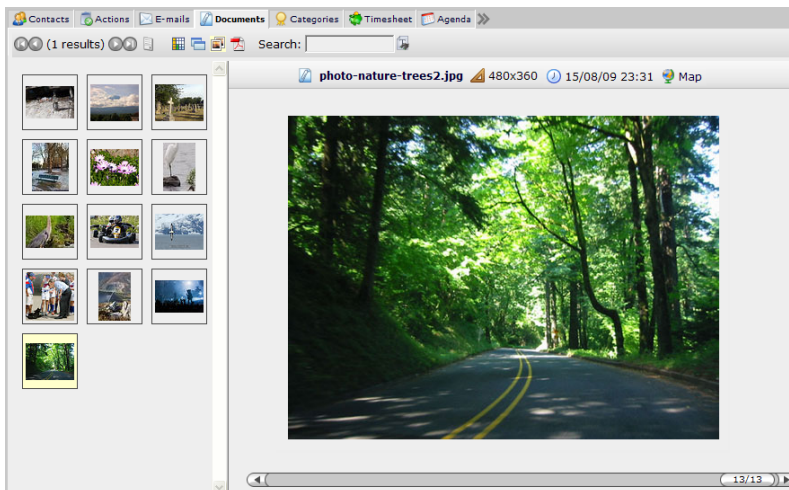 Contacts Actions E-mails Documents Categories Timesheet Agenda
(1 results) Search:
photo-nature-trees2.jpg 480x360 15/08/09 23:31 Map
13/13